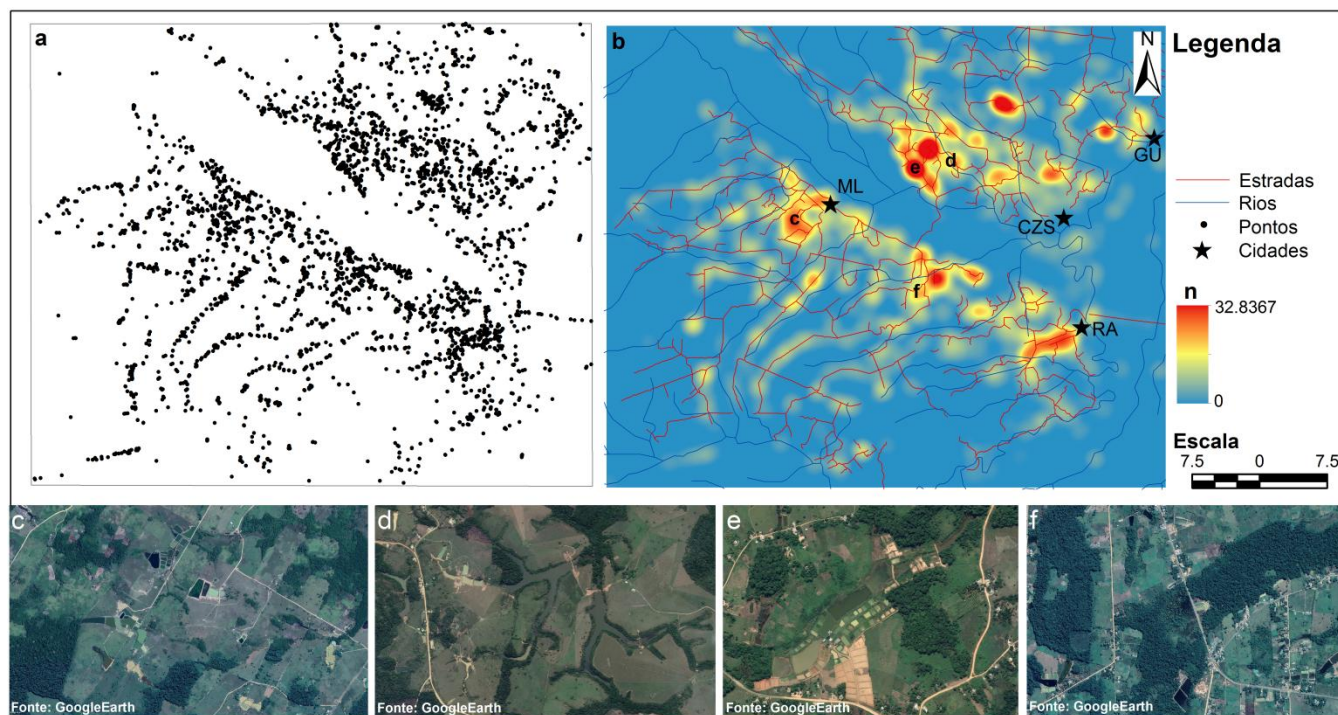 a
b
N
Legenda
GU
d
e
ML
c
CZS
f
RA
Estradas
Rios
Pontos
Cidades
n
32.8367
0
Escala
7.5 0 7.5
c
Fonte: GoogleEarth
d
Fonte: GoogleEarth
e
Fonte: GoogleEarth
f
Fonte: GoogleEarth